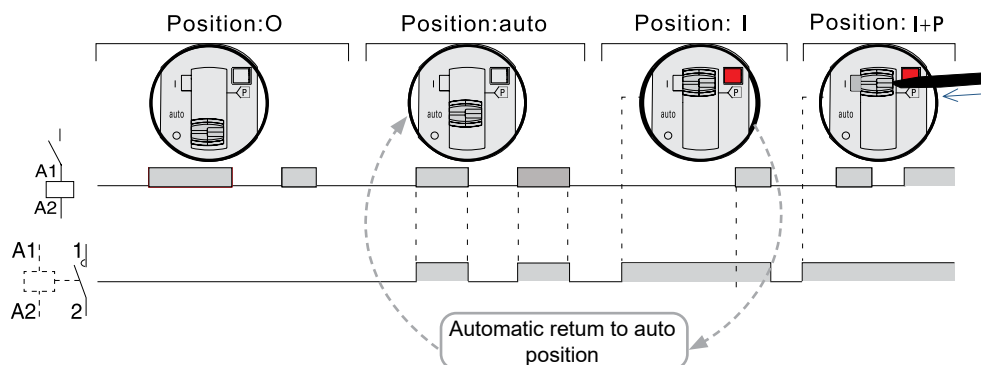 Position:O
Position:auto
Position: I
Position: I+P
I
P
auto
I
P
auto
I
P
auto
I
P
auto
A1
A2
A1
1
A2
2
Automatic retum to auto
position